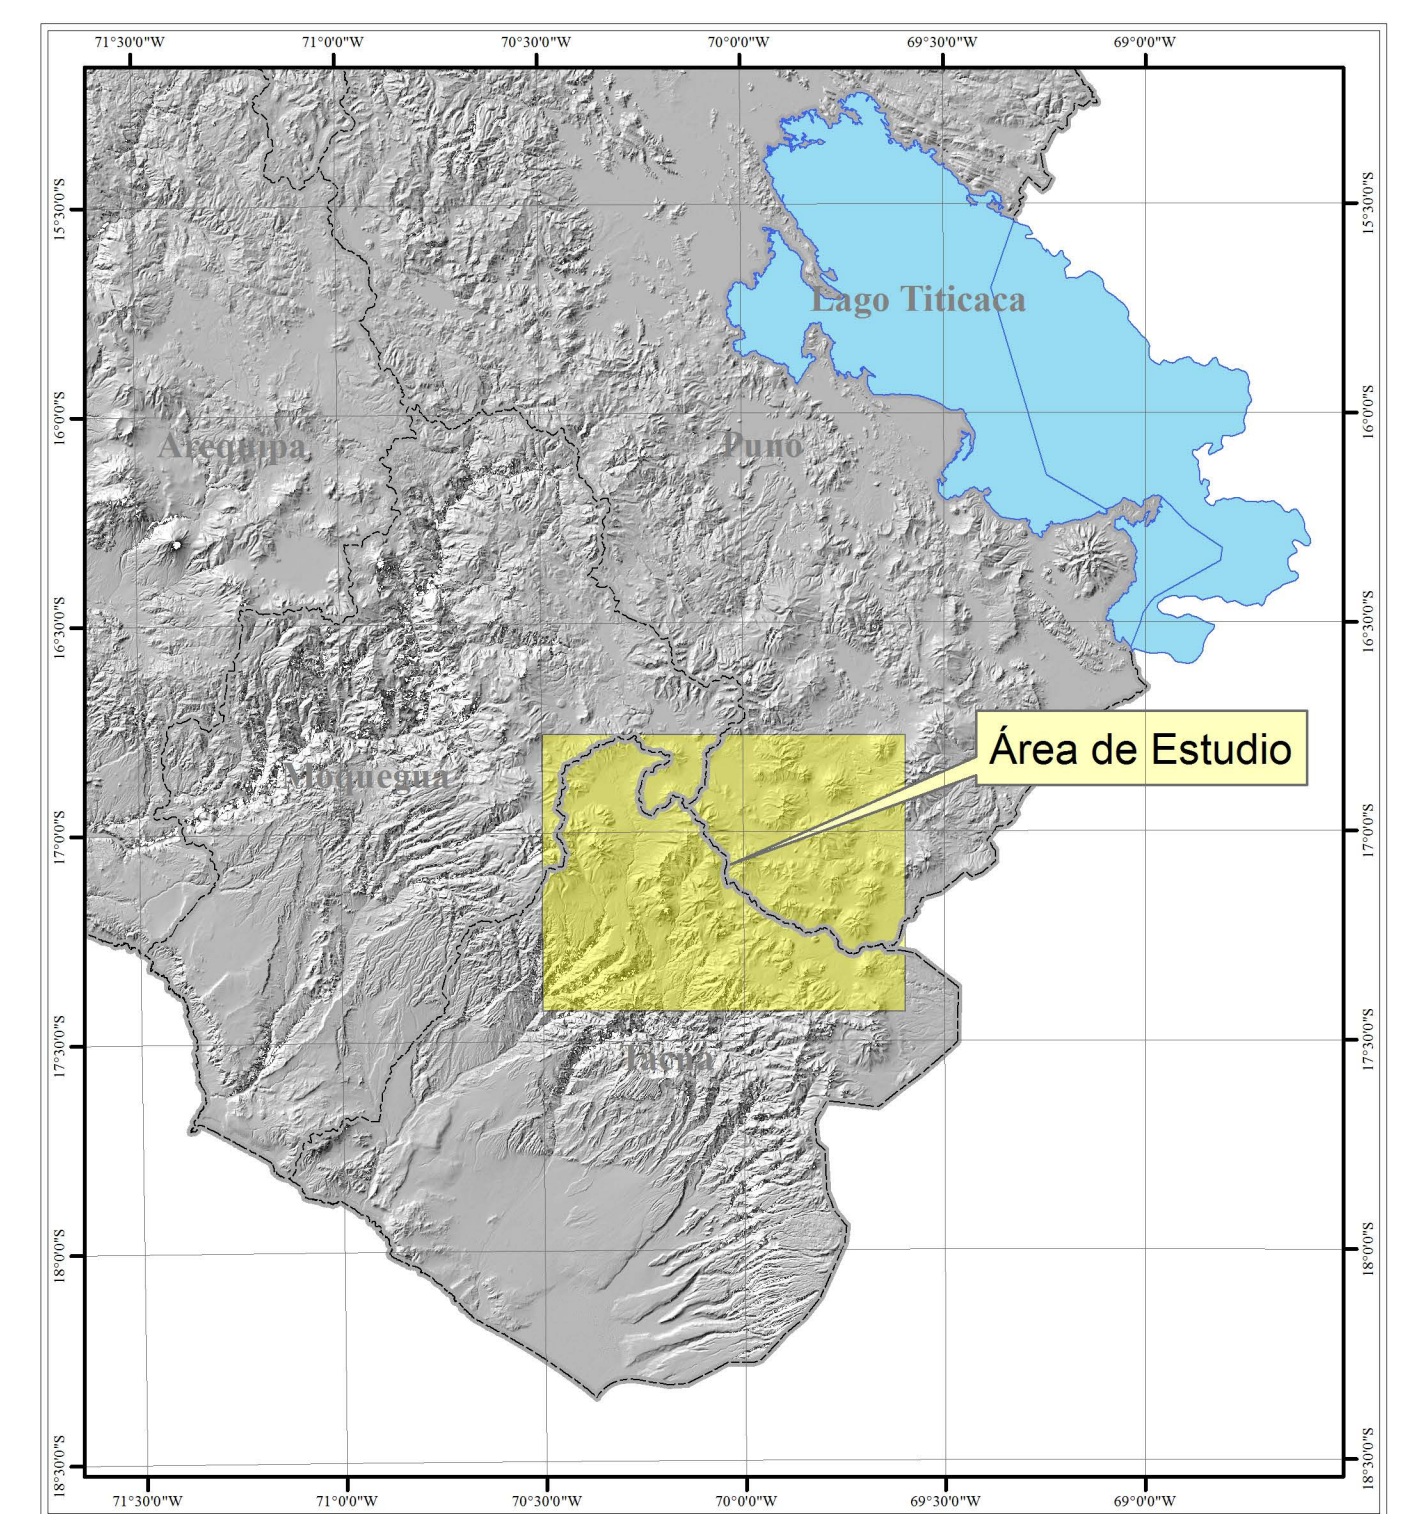 71°30'0"W 71°0'0"W 70°30'0"W 70°0'0"W 69°30'0"W 69°0'0"W
15°30'0"S 15°30'0"S
Lago Titicaca
16°0'0"S 16°0'0"S
Arequipa Puno
16°30'0"S 16°30'0"S
Área de Estudio
Moquegua
17°0'0"S 17°0'0"S
17°30'0"S 17°30'0"S
Tacna
18°0'0"S 18°0'0"S
18°30'0"S 18°30'0"S
71°30'0"W 71°0'0"W 70°30'0"W 70°0'0"W 69°30'0"W 69°0'0"W